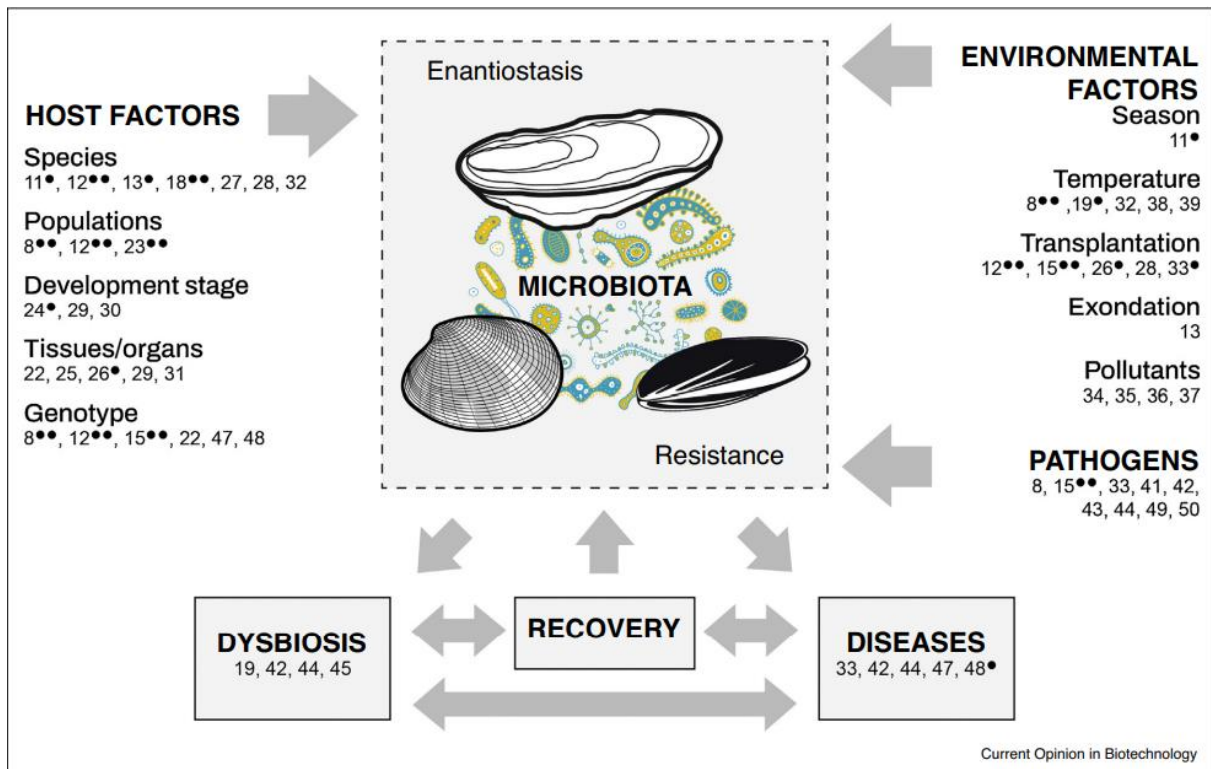 Enantiostasis
HOST FACTORS
Species
11●, 12●●, 13●, 18●●, 27, 28, 32
Populations
8●●, 12●●, 23●●
Development stage
24●, 29, 30
Tissues/organs
22, 25, 26●, 29, 31
Genotype
8●●, 12●●, 15●●, 22, 47, 48
MICROBIOTA
Resistance
ENVIRONMENTAL
FACTORS
Season
11●
Temperature
8●● ,19●, 32, 38, 39
Transplantation
12●●, 15●●, 26●, 28, 33●
Exondation
13
Pollutants
34, 35, 36, 37
PATHOGENS
8, 15●●, 33, 41, 42,
43, 44, 49, 50
DYSBIOSIS
19, 42, 44, 45
RECOVERY
DISEASES
33, 42, 44, 47, 48●
Current Opinion in Biotechnology